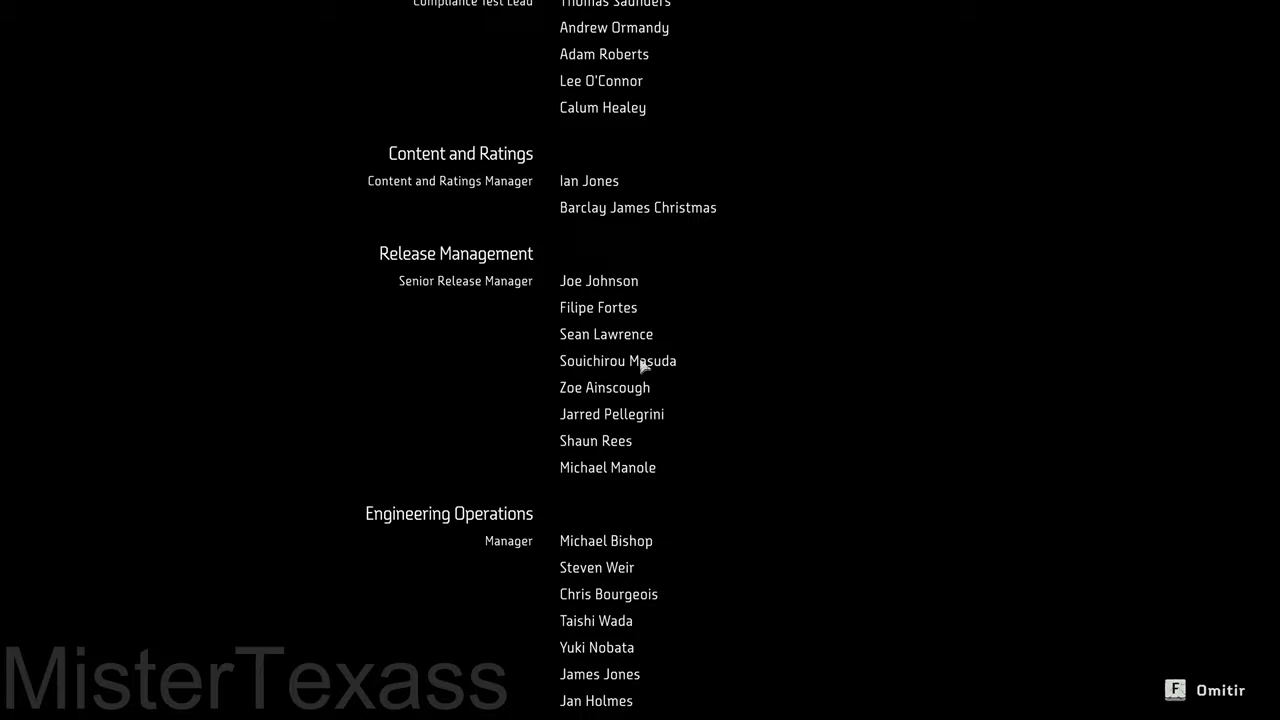 Compliance Test Lead Thomas Saunders
Andrew Ormandy
Adam Roberts
Lee O'Connor
Calum Healey
Content and Ratings
Content and Ratings Manager Ian Jones
Barclay James Christmas
Release Management
Senior Release Manager Joe Johnson
Filipe Fortes
Sean Lawrence
Souichirou Masuda
Zoe Ainscough
Jarred Pellegrini
Shaun Rees
Michael Manole
Engineering Operations
Manager Michael Bishop
Steven Weir
Chris Bourgeois
Taishi Wada
Yuki Nobata
James Jones
Jan Holmes
MisterTexass
F Omitir